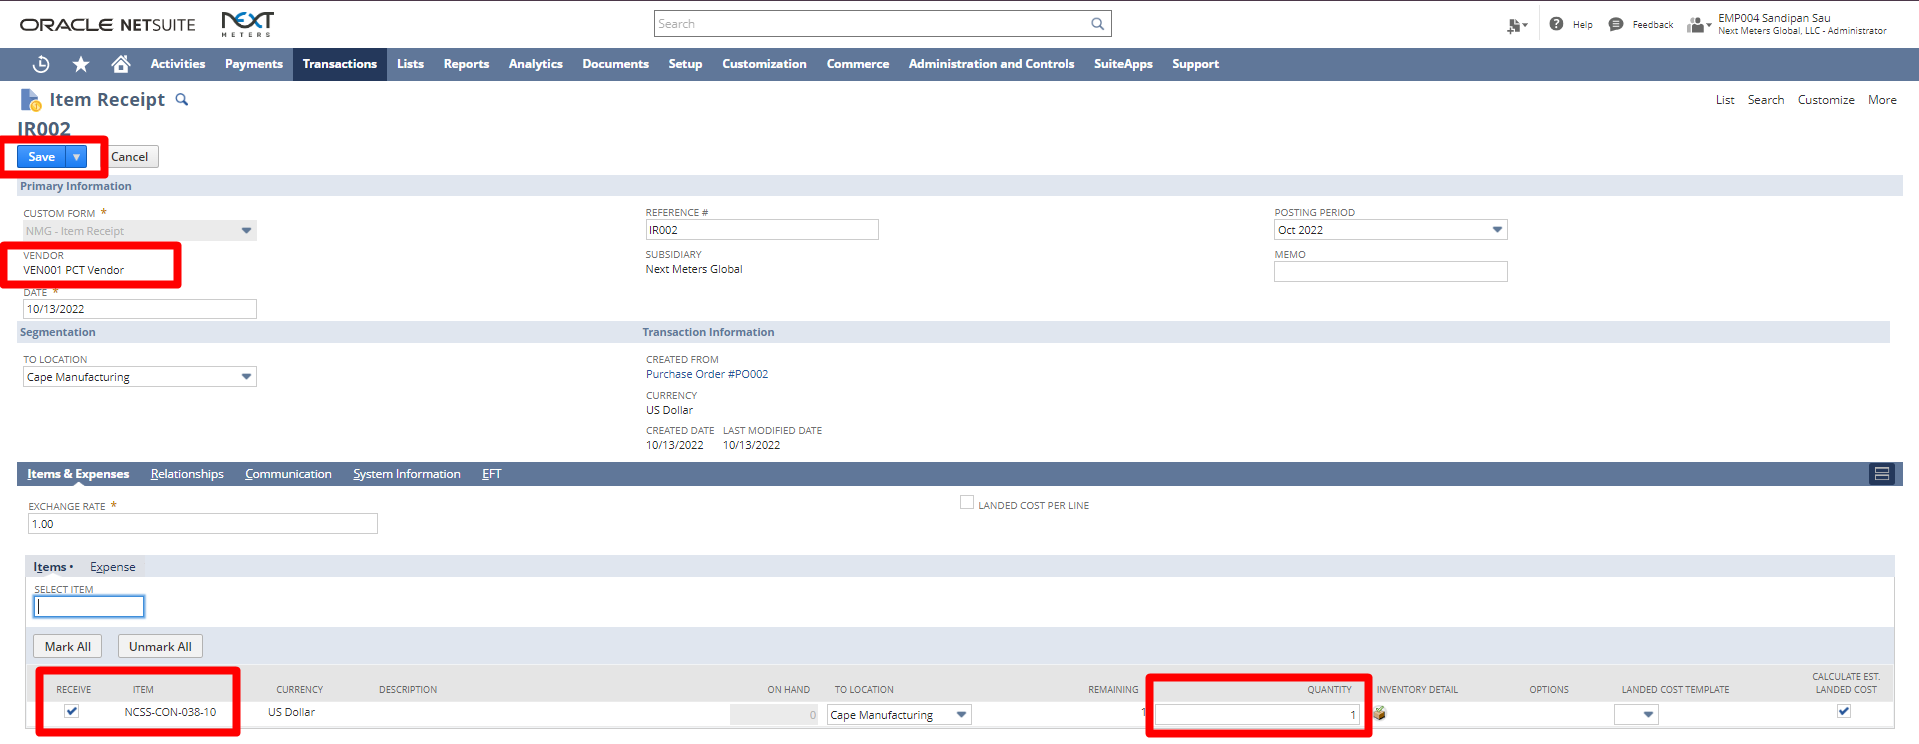 ORACLE NETSUITE NEXT METERS
Search
Help Feedback
EMP004 Sandipan Sau
Next Meters Global, LLC - Administrator
Activities Payments Transactions Lists Reports Analytics Documents Setup Customization Commerce Administration and Controls SuiteApps Support
Item Receipt
List Search Customize More
IR002
Save Cancel
Primary Information
CUSTOM FORM *
NMG - Item Receipt
VENDOR
VEN001 PCT Vendor
DATE *
10/13/2022
REFERENCE #
IR002
SUBSIDIARY
Next Meters Global
POSTING PERIOD
Oct 2022
MEMO
Segmentation
TO LOCATION
Cape Manufacturing
Transaction Information
CREATED FROM
Purchase Order #PO002
CURRENCY
US Dollar
CREATED DATE LAST MODIFIED DATE
10/13/2022 10/13/2022
Items & Expenses Relationships Communication System Information EFT
EXCHANGE RATE *
1.00
LANDED COST PER LINE
Items • Expense
SELECT ITEM
Mark All Unmark All
RECEIVE ITEM CURRENCY DESCRIPTION ON HAND TO LOCATION REMAINING QUANTITY INVENTORY DETAIL OPTIONS LANDED COST TEMPLATE CALCULATE EST. LANDED COST
NCSS-CON-038-10 US Dollar 0 Cape Manufacturing 1 1